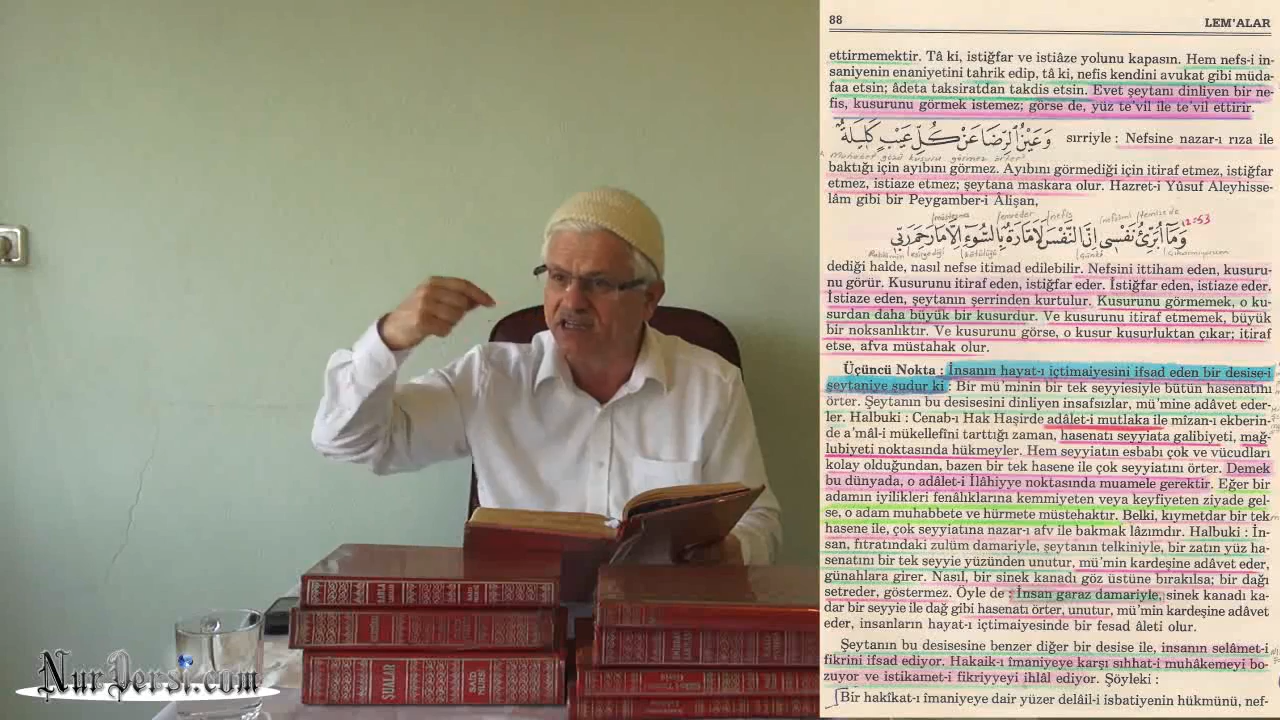 88
LEM'ALAR
ettirmemektir. Tâ ki, istiğfar ve istiâze yolunu kapasın. Hem nefs-i in-
saniyenin enaniyetini tahrik edip, tâ ki, nefis kendini avukat gibi müda-
faa etsin; âdeta taksiratdan takdis etsin. Evet şeytanı dinliyen bir ne-
fis, kusurunu görmek istemez; görse de, yüz te'vil ile te'vil ettirir.
وَعَيْنُ الرِّضَا عَنْ كُلِّ عَيْبٍ كَلِيلَةٌ sırriyle : Nefsine nazar-ı rıza ile
baktığı için ayıbını görmez. Ayıbını görmediği için itiraf etmez, istiğfar
etmez, istiaze etmez; şeytana maskara olur. Hazret-i Yûsuf Aleyhisse-
lâm gibi bir Peygamber-i Âlişan,
12:53
وَمَا اُبَرِّئُ نَفْسِى اِنَّ النَّفْسَ لَاَمَّارَةٌ بِالسُّوءِ اِلَّا مَا رَحِمَ رَبِّى
dediği halde, nasıl nefse itimad edilebilir. Nefsini ittiham eden, kusuru-
nu görür. Kusurunu itiraf eden, istiğfar eder. İstiğfar eden, istiaze eder.
İstiaze eden, şeytanın şerrinden kurtulur. Kusurunu görmemek, o ku-
surdan daha büyük bir kusurdur. Ve kusurunu itiraf etmemek, büyük
bir noksanlıktır. Ve kusurunu görse, o kusur kusurluktan çıkar; itiraf
etse, afva müstahak olur.
Üçüncü Nokta : İnsanın hayat-ı içtimaiyesini ifsad eden bir desise-i
şeytaniye şudur ki : Bir mü'minin bir tek seyyiesiyle bütün hasenatını
örter. Şeytanın bu desisesini dinliyen insafsızlar, mü'mine adâvet eder-
ler. Halbuki : Cenab-ı Hak Haşirde adâlet-i mutlaka ile mizan-ı ekberin-
de a'mâl-i mükellefîni tarttığı zaman, hasenatı seyyiata galibiyeti, mağ-
lubiyeti noktasında hükmeyler. Hem seyyiatın esbabı çok ve vücudları
kolay olduğundan, bazen bir tek hasene ile çok seyyiatını örter. Demek
bu dünyada, o adâlet-i İlâhiyye noktasında muamele gerektir. Eğer bir
adamın iyilikleri fenâlıklarına kemmiyeten veya keyfiyeten ziyade gel-
se, o adam muhabbete ve hürmete müstehaktır. Belki, kıymetdar bir tek
hasene ile, çok seyyiatına nazar-ı afv ile bakmak lâzımdır. Halbuki : İn-
san, fıtratındaki zulüm damariyle, şeytanın telkiniyle, bir zatın yüz ha-
senatını bir tek seyyie yüzünden unutur, mü'min kardeşine adâvet eder,
günahlara girer. Nasıl, bir sinek kanadı göz üstüne bırakılsa; bir dağı
setreder, göstermez. Öyle de : İnsan garaz damariyle, sinek kanadı ka-
dar bir seyyie ile dağ gibi hasenatı örter, unutur, mü'min kardeşine adâvet
eder, insanların hayat-ı içtimaiyesinde bir fesad âleti olur.
Şeytanın bu desisesine benzer diğer bir desise ile, insanın selâmet-i
fikrini ifsad ediyor. Hakaik-ı imaniyeye karşı sıhhat-i muhâkemeyi bo-
zuyor ve istikamet-i fikriyyeyi ihlâl ediyor. Şöyleki :
Bir hakîkat-ı imaniyeye dair yüzer delâil-i isbatiyenin hükmünü, nef-
ŞUALAR
SAİD NURSİ
NurDersi.com